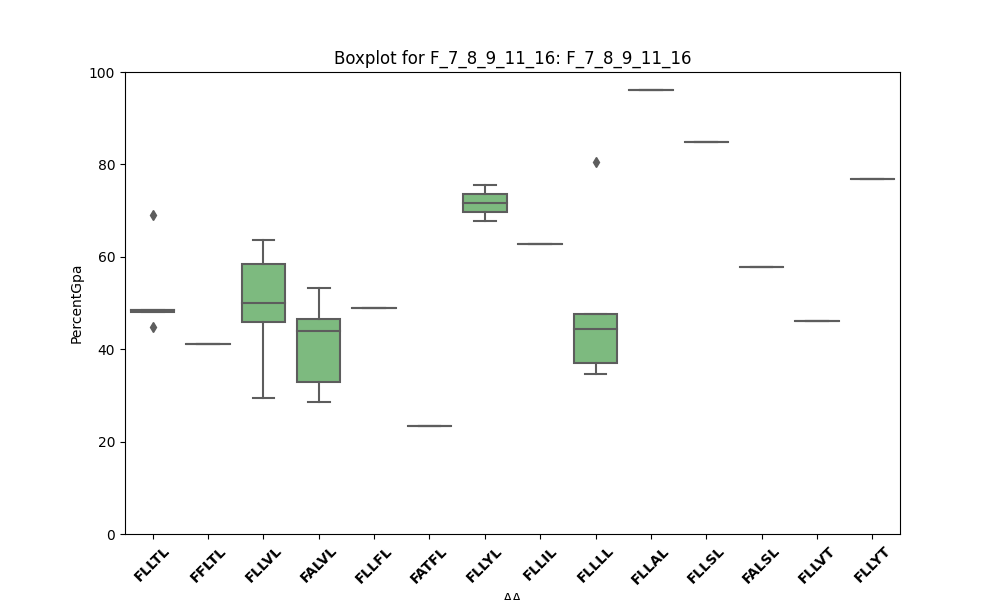 Boxplot for F_7_8_9_11_16: F_7_8_9_11_16
100
80
60
40
20
0
PercentGpa
FLLTL
FFLTL
FLLVL
FALVL
FLLFL
FATFL
FLLYL
FLLIL
FLLLL
FLLAL
FLLSL
FALSL
FLLVT
FLLYT
AA